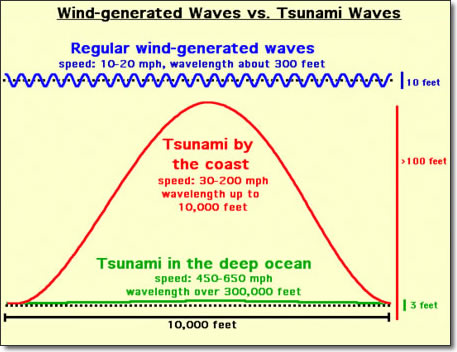 Wind-generated Waves vs. Tsunami Waves
Regular wind-generated waves
speed: 10-20 mph, wavelength about 300 feet
10 feet
Tsunami by
the coast
speed: 30-200 mph
wavelength up to
10,000 feet
>100 feet
Tsunami in the deep ocean
speed: 450-650 mph
wavelength over 300,000 feet
3 feet
10,000 feet